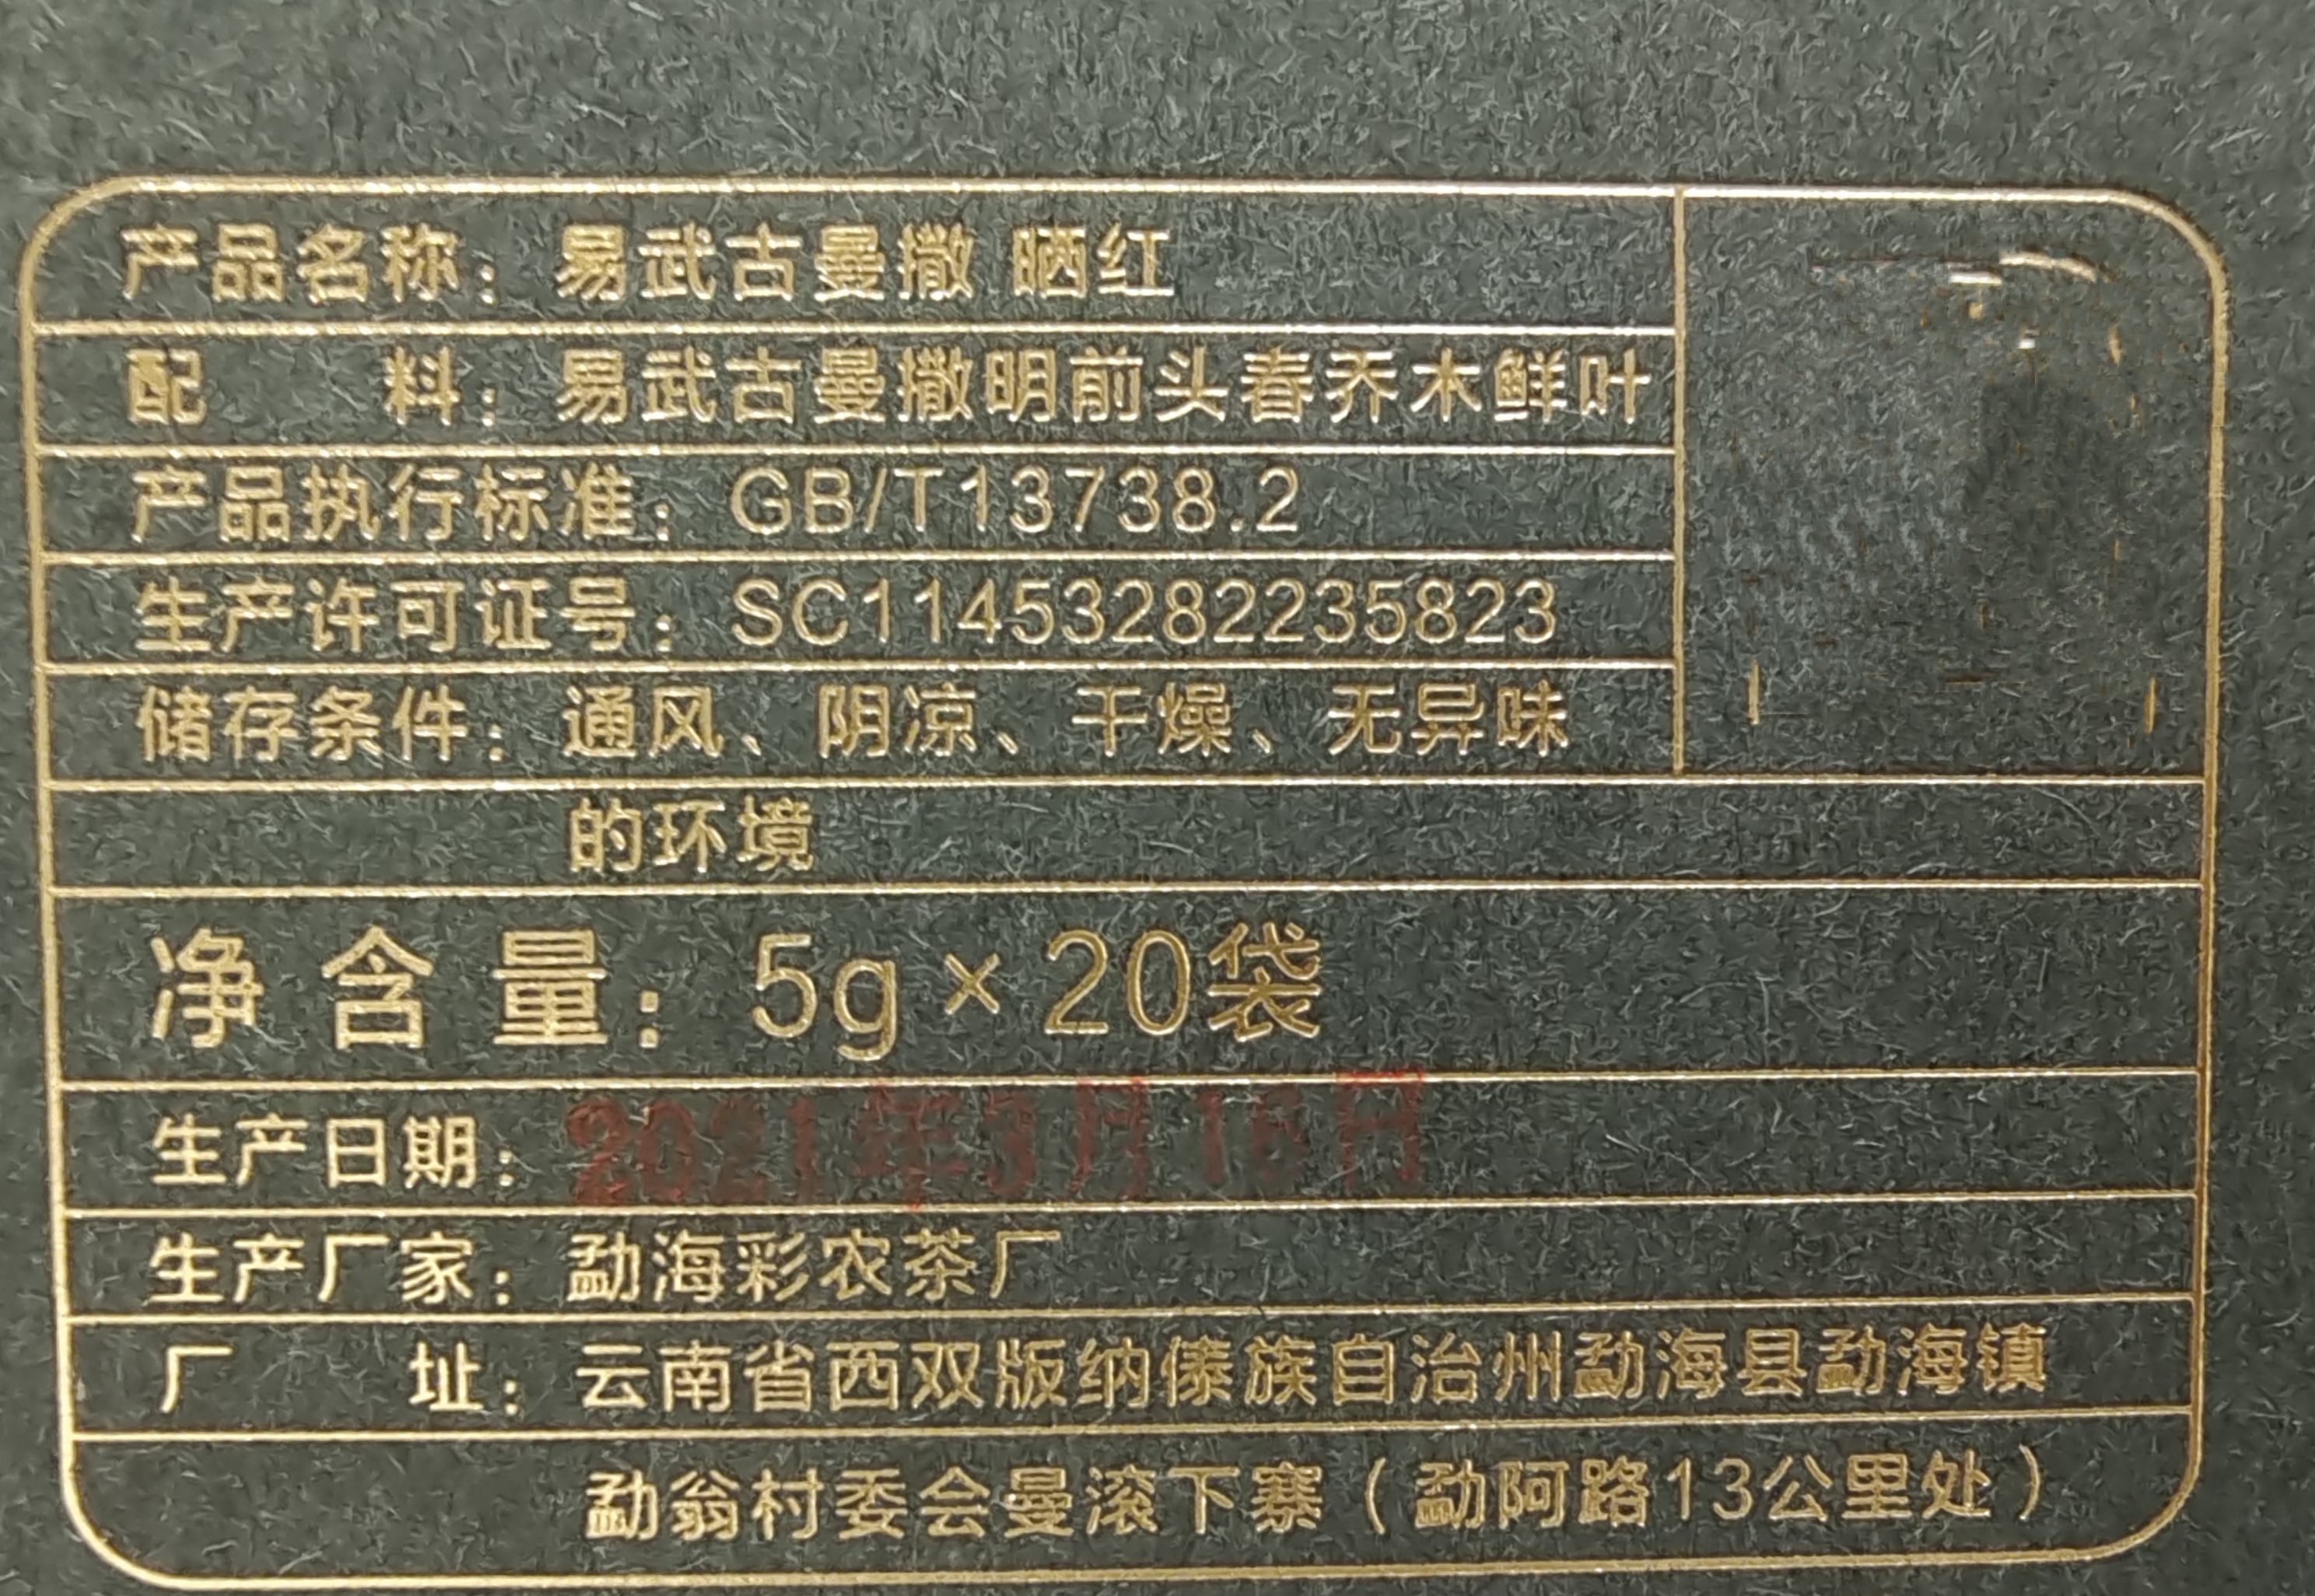 产品名称：易武古曼撒 晒红
配 料：易武古曼撒明前头春乔木鲜叶
产品执行标准：GB/T13738.2
生产许可证号：SC11453282235823
储存条件：通风、阴凉、干燥、无异味
的环境
净含量：5g×20袋
生产日期：2021年3月16日
生产厂家：勐海彩农茶厂
厂 址：云南省西双版纳傣族自治州勐海县勐海镇
勐翁村委会曼滚下寨（勐阿路13公里处）